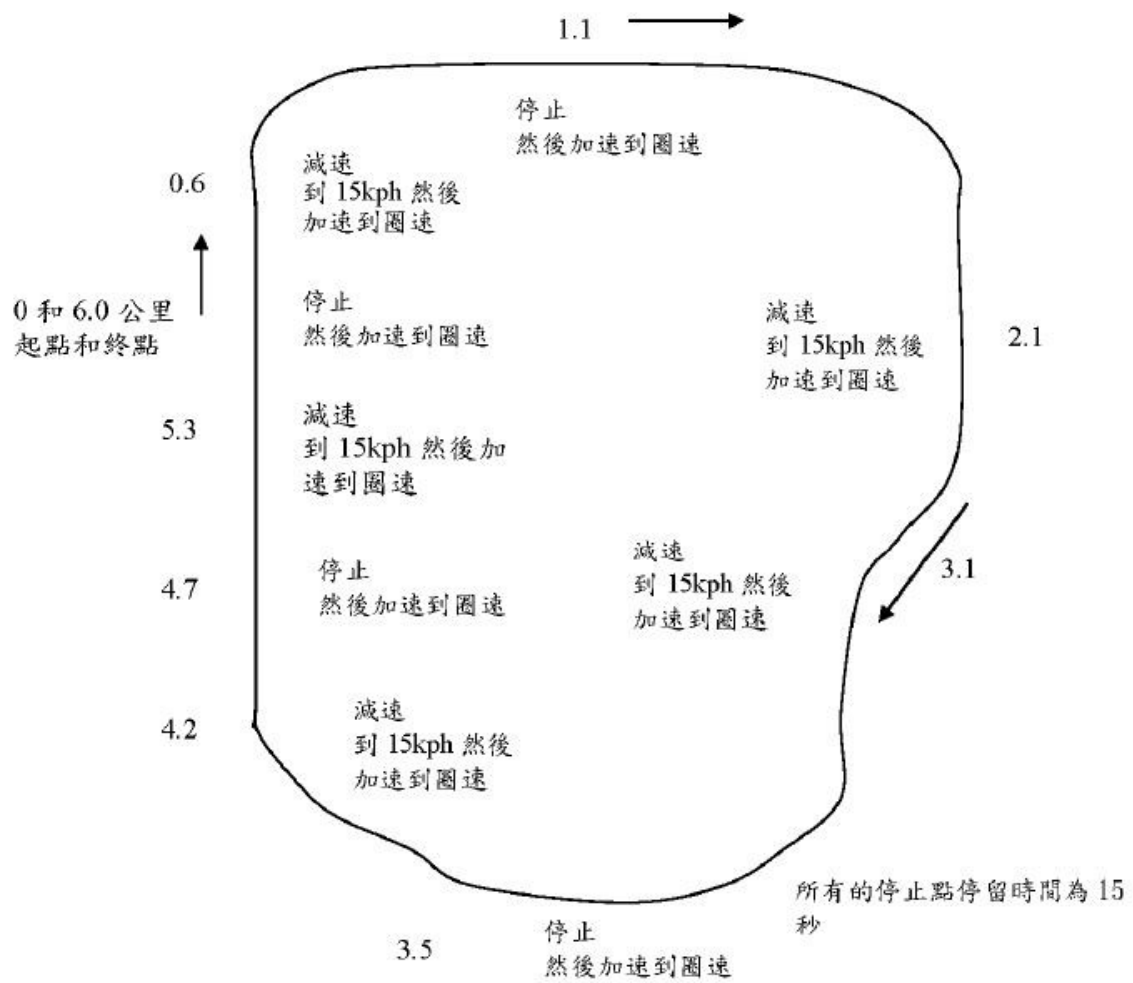 1.1
停止
然後加速到圈速
0.6
減速
到 15kph 然後
加速到圈速
0 和 6.0 公里
起點和終點
停止
然後加速到圈速
減速
到 15kph 然後
加速到圈速
2.1
5.3
減速
到 15kph 然後加
速到圈速
4.7
停止
然後加速到圈速
減速
到 15kph 然後
加速到圈速
3.1
4.2
減速
到 15kph 然後
加速到圈速
所有的停止點停留時間為 15
秒
3.5
停止
然後加速到圈速